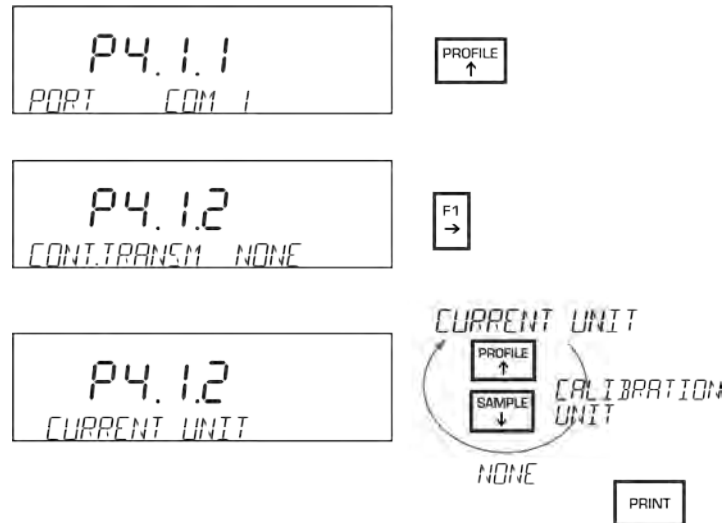 P4.1.1
PORT COM 1
PROFILE
↑
P4.1.2
CONT.TRANSM NONE
F1
→
P4.1.2
CURRENT UNIT
CURRENT UNIT
PROFILE
↑
SAMPLE
↓
CALIBRATION
UNIT
NONE
PRINT